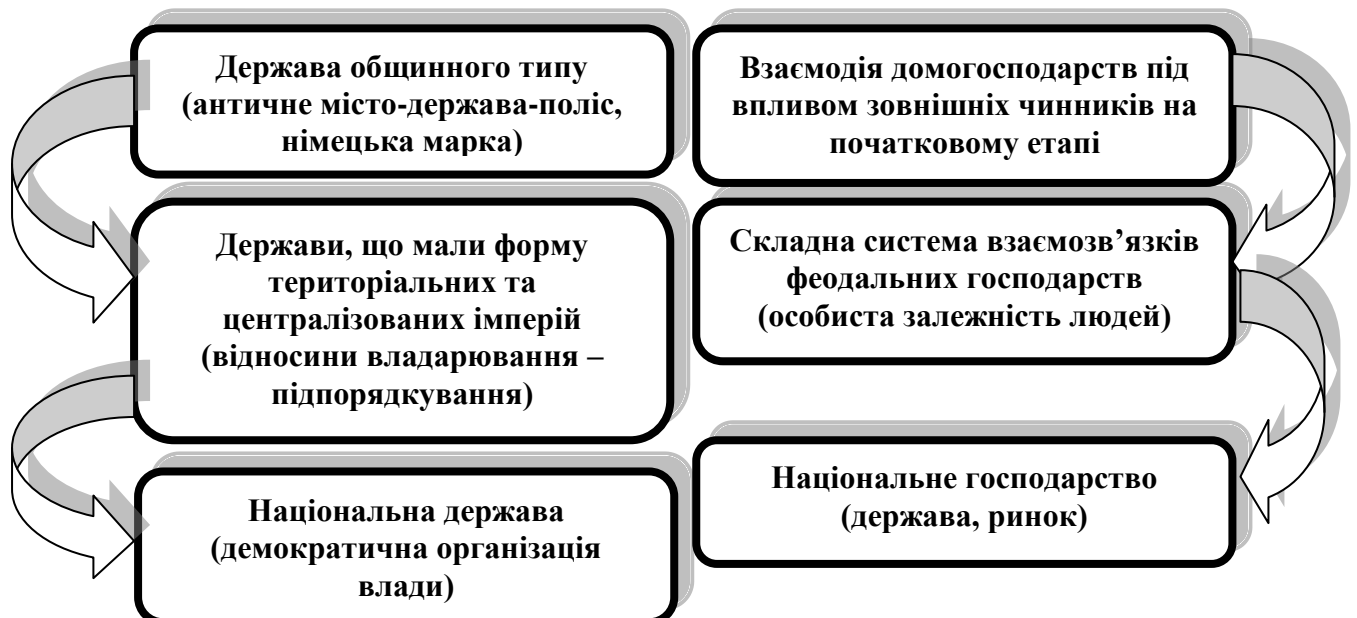 Держава общинного типу
(античне місто-держава-поліс,
німецька марка)
Держави, що мали форму
територіальних та
централізованих імперій
(відносини владарювання –
підпорядкування)
Національна держава
(демократична організація
влади)
Взаємодія домогосподарств під
впливом зовнішніх чинників на
початковому етапі
Складна система взаємозв’язків
феодальних господарств
(особиста залежність людей)
Національне господарство
(держава, ринок)